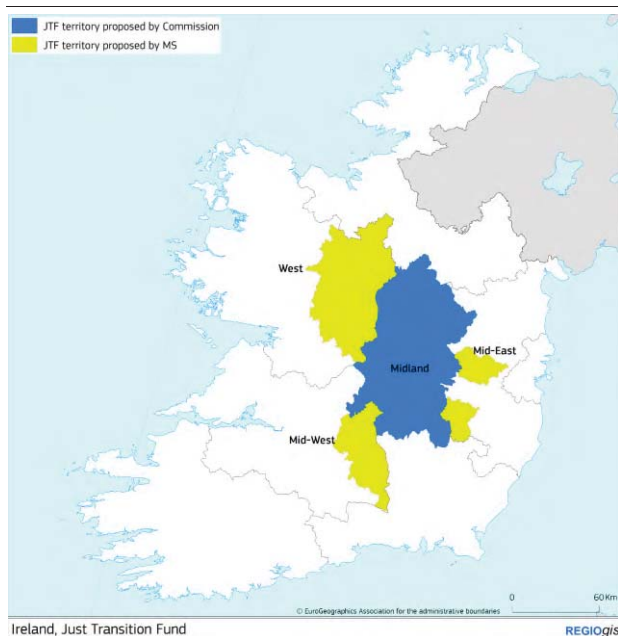 JTF territory proposed by Commission
JTF territory proposed by MS
West
Mid-East
Midland
Mid-West
0 60 Km
© EuroGeographics Association for the administrative boundaries
Ireland, Just Transition Fund
REGIOgis